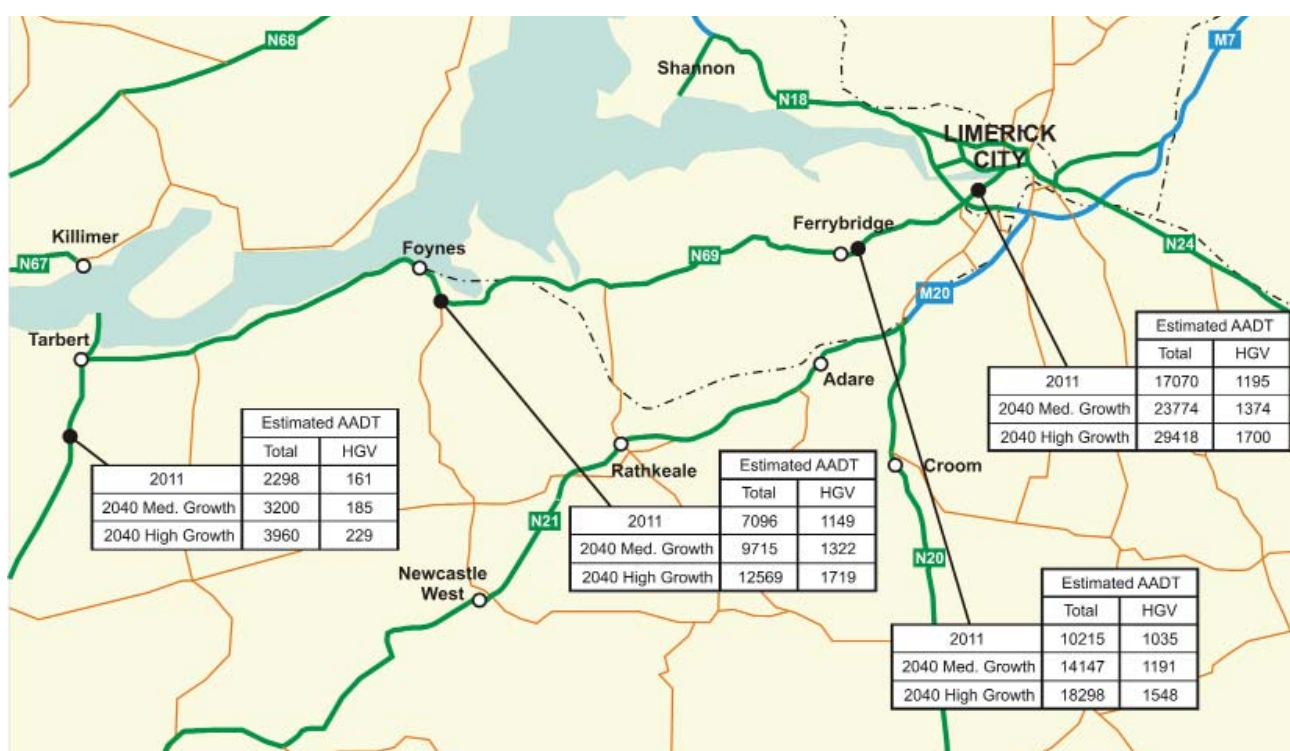 N68
M7
Shannon
N18
LIMERICK
CITY
Killimer
Ferrybridge
Foynes
N67
N69
N24
M20
Tarbert
Adare
Estimated AADT
Total HGV
2011 17070 1195
2040 Med. Growth 23774 1374
2040 High Growth 29418 1700
Estimated AADT
Total HGV
2011 2298 161
2040 Med. Growth 3200 185
2040 High Growth 3960 229
Rathkeale
Croom
Estimated AADT
Total HGV
2011 7096 1149
2040 Med. Growth 9715 1322
2040 High Growth 12569 1719
N21
N20
Newcastle
West
Estimated AADT
Total HGV
2011 10215 1035
2040 Med. Growth 14147 1191
2040 High Growth 18298 1548